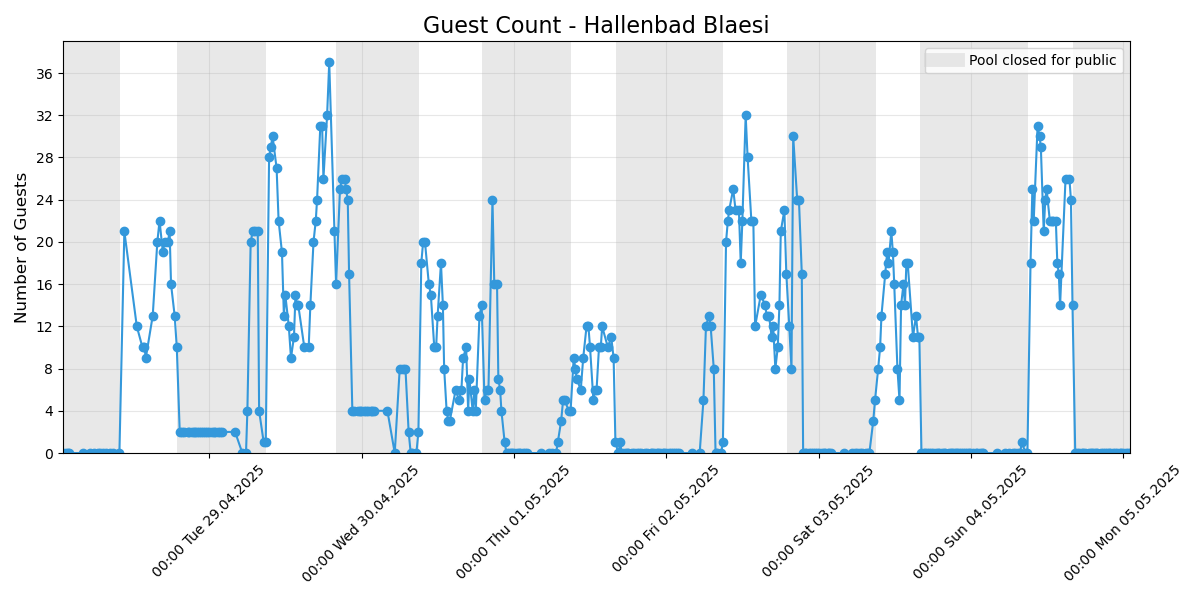 Guest Count - Hallenbad Blaesi
Pool closed for public
Number of Guests
36
32
28
24
20
16
12
8
4
0
00:00 Tue 29.04.2025
00:00 Wed 30.04.2025
00:00 Thu 01.05.2025
00:00 Fri 02.05.2025
00:00 Sat 03.05.2025
00:00 Sun 04.05.2025
00:00 Mon 05.05.2025